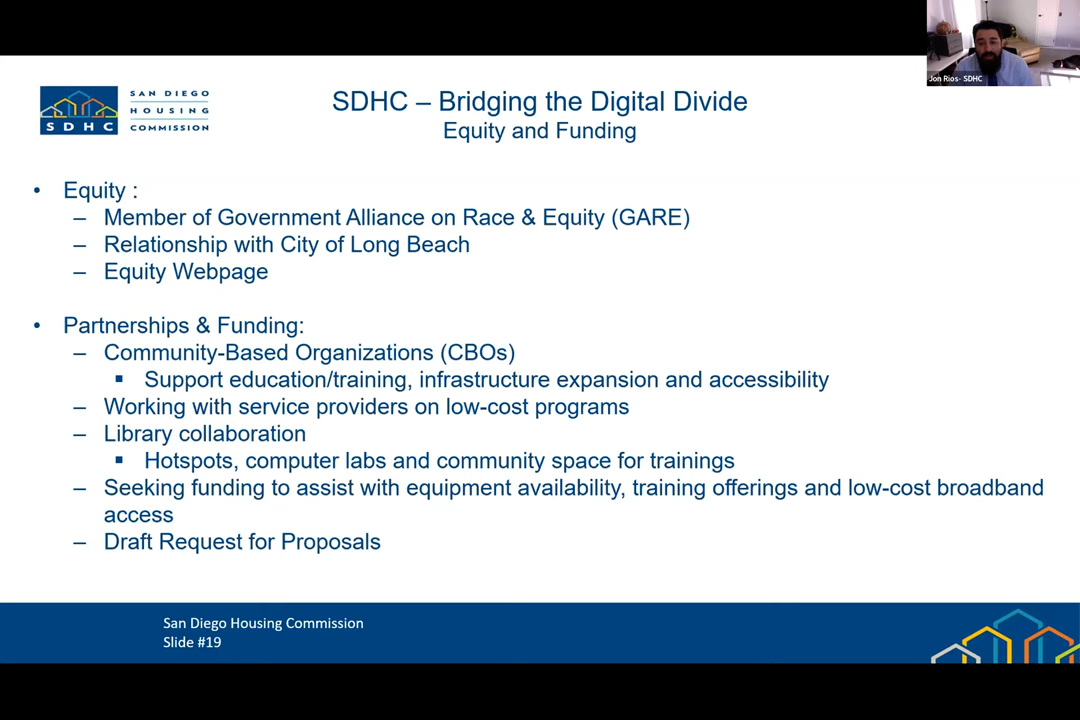 Jon Rios- SDHC
SDHC
SAN DIEGO
HOUSING
COMMISSION
SDHC – Bridging the Digital Divide
Equity and Funding
• Equity :
– Member of Government Alliance on Race & Equity (GARE)
– Relationship with City of Long Beach
– Equity Webpage
• Partnerships & Funding:
– Community-Based Organizations (CBOs)
▪ Support education/training, infrastructure expansion and accessibility
– Working with service providers on low-cost programs
– Library collaboration
▪ Hotspots, computer labs and community space for trainings
– Seeking funding to assist with equipment availability, training offerings and low-cost broadband
access
– Draft Request for Proposals
San Diego Housing Commission
Slide #19